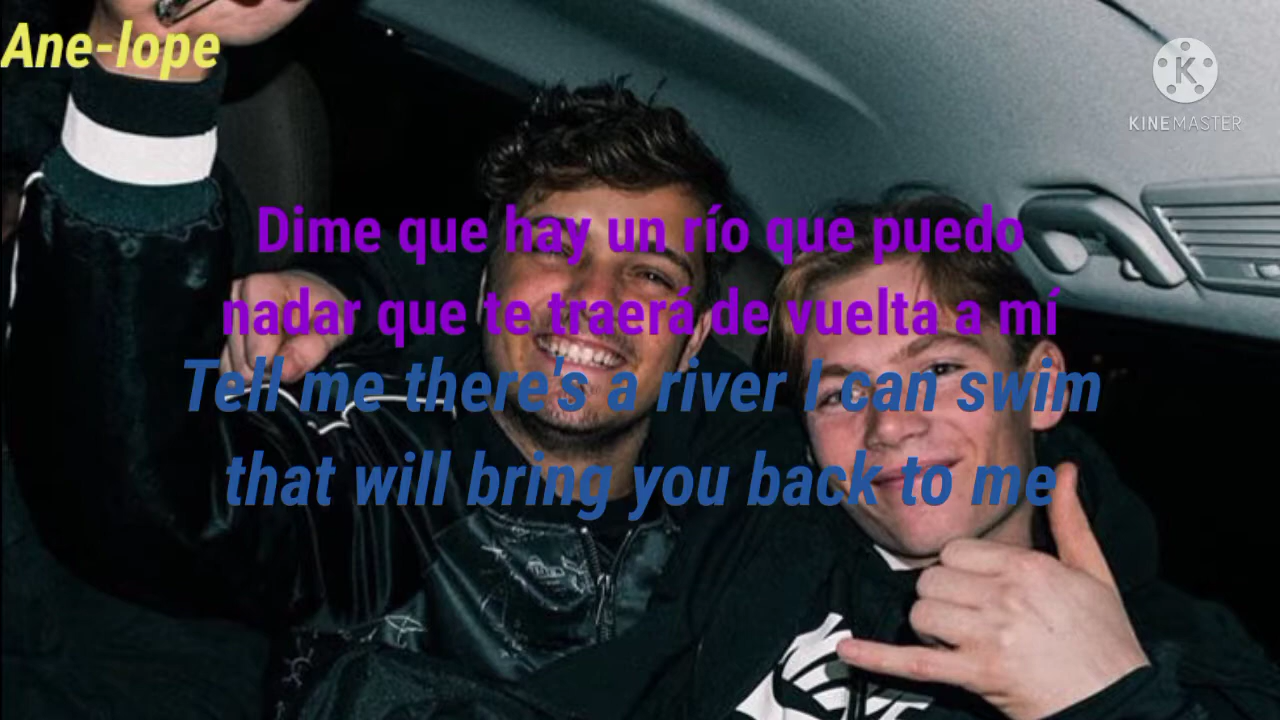 Ane-lope
K
KINEMASTER
Dime que hay un río que puedo
nadar que te traerá de vuelta a mí
Tell me there's a river I can swim
that will bring you back to me